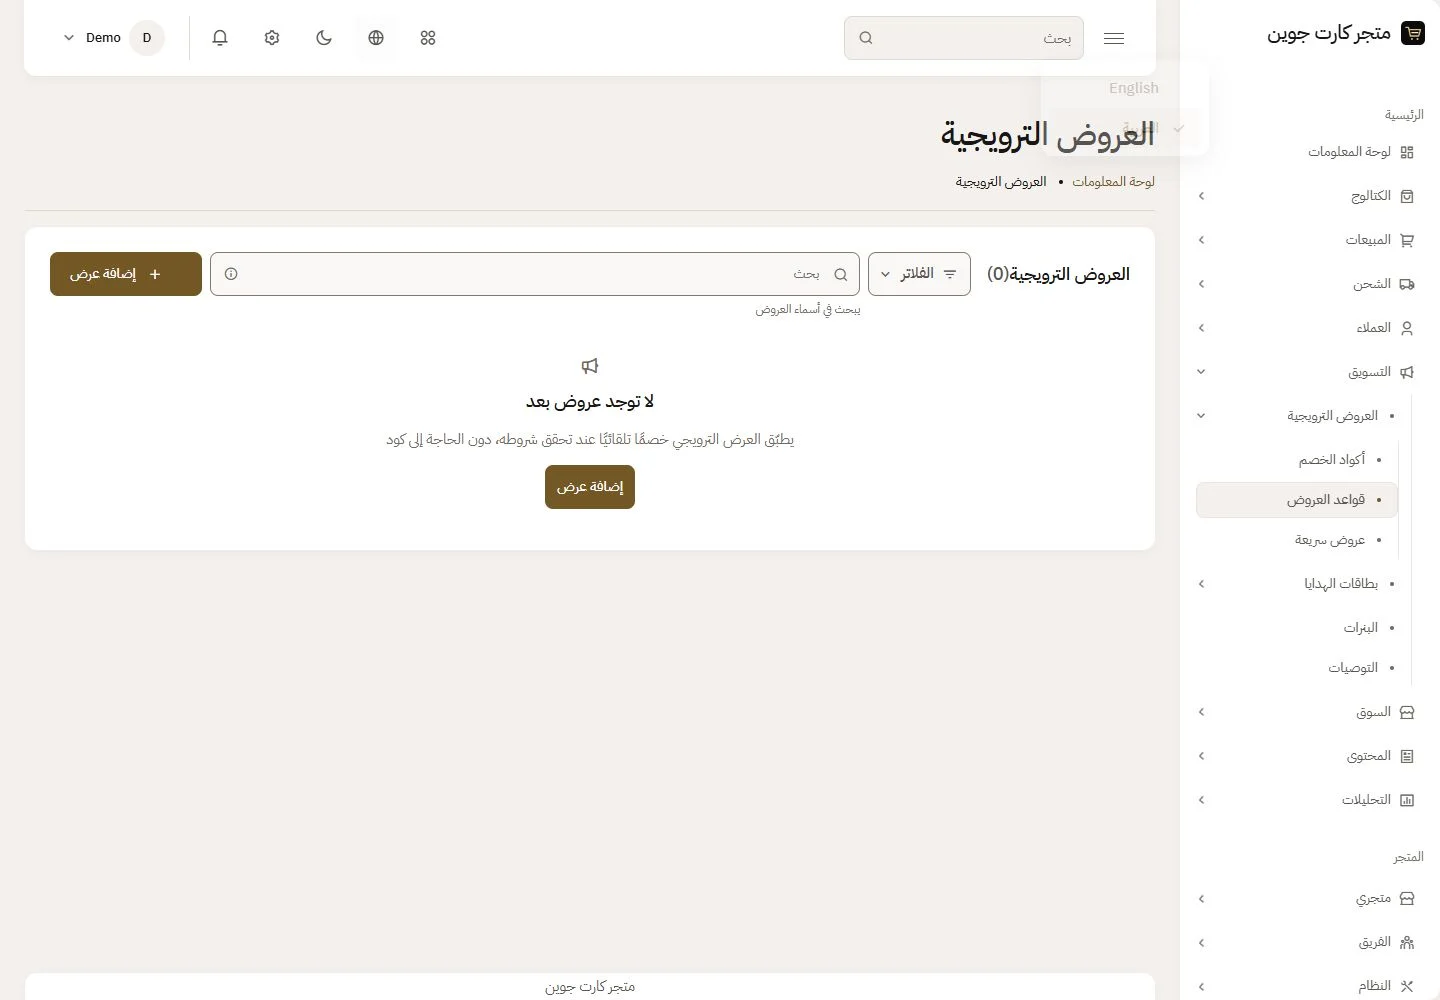 متجر كارت جوين
الرئيسية
لوحة المعلومات
الكتالوج
المبيعات
الشحن
العملاء
التسويق
العروض الترويجية
أكواد الخصم
قواعد العروض
عروض سريعة
بطاقات الهدايا
البنرات
التوصيات
السوق
المحتوى
التحليلات
المتجر
متجري
الفريق
النظام
بحث
Demo
D
English
العربية
العروض الترويجية
لوحة المعلومات • العروض الترويجية
العروض الترويجية(0)
الفلاتر
بحث
إضافة عرض
يبحث في أسماء العروض
لا توجد عروض بعد
يطبّق العرض الترويجي خصمًا تلقائيًا عند تحقق شروطه، دون الحاجة إلى كود
إضافة عرض
متجر كارت جوين